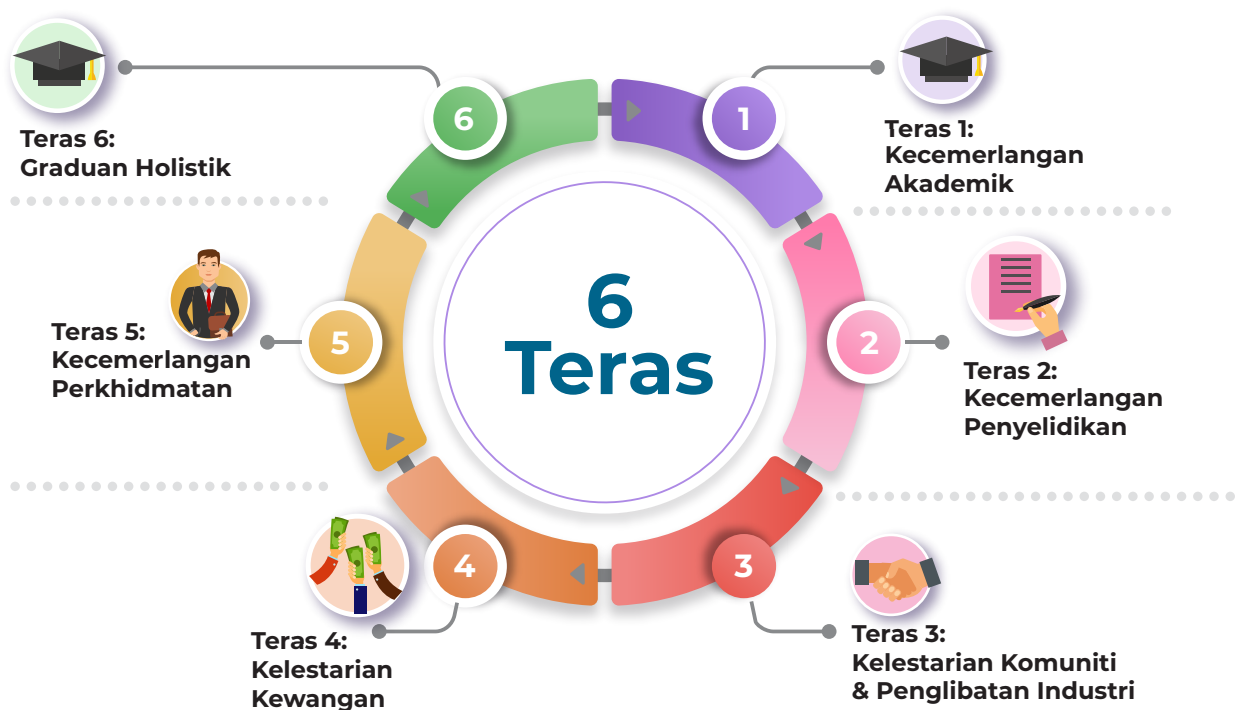 6
Teras
1
Teras 1:
Kecemerlangan
Akademik
2
Teras 2:
Kecemerlangan
Penyelidikan
3
Teras 3:
Kelestarian Komuniti
& Penglibatan Industri
4
Teras 4:
Kelestarian
Kewangan
5
Teras 5:
Kecemerlangan
Perkhidmatan
6
Teras 6:
Graduan Holistik